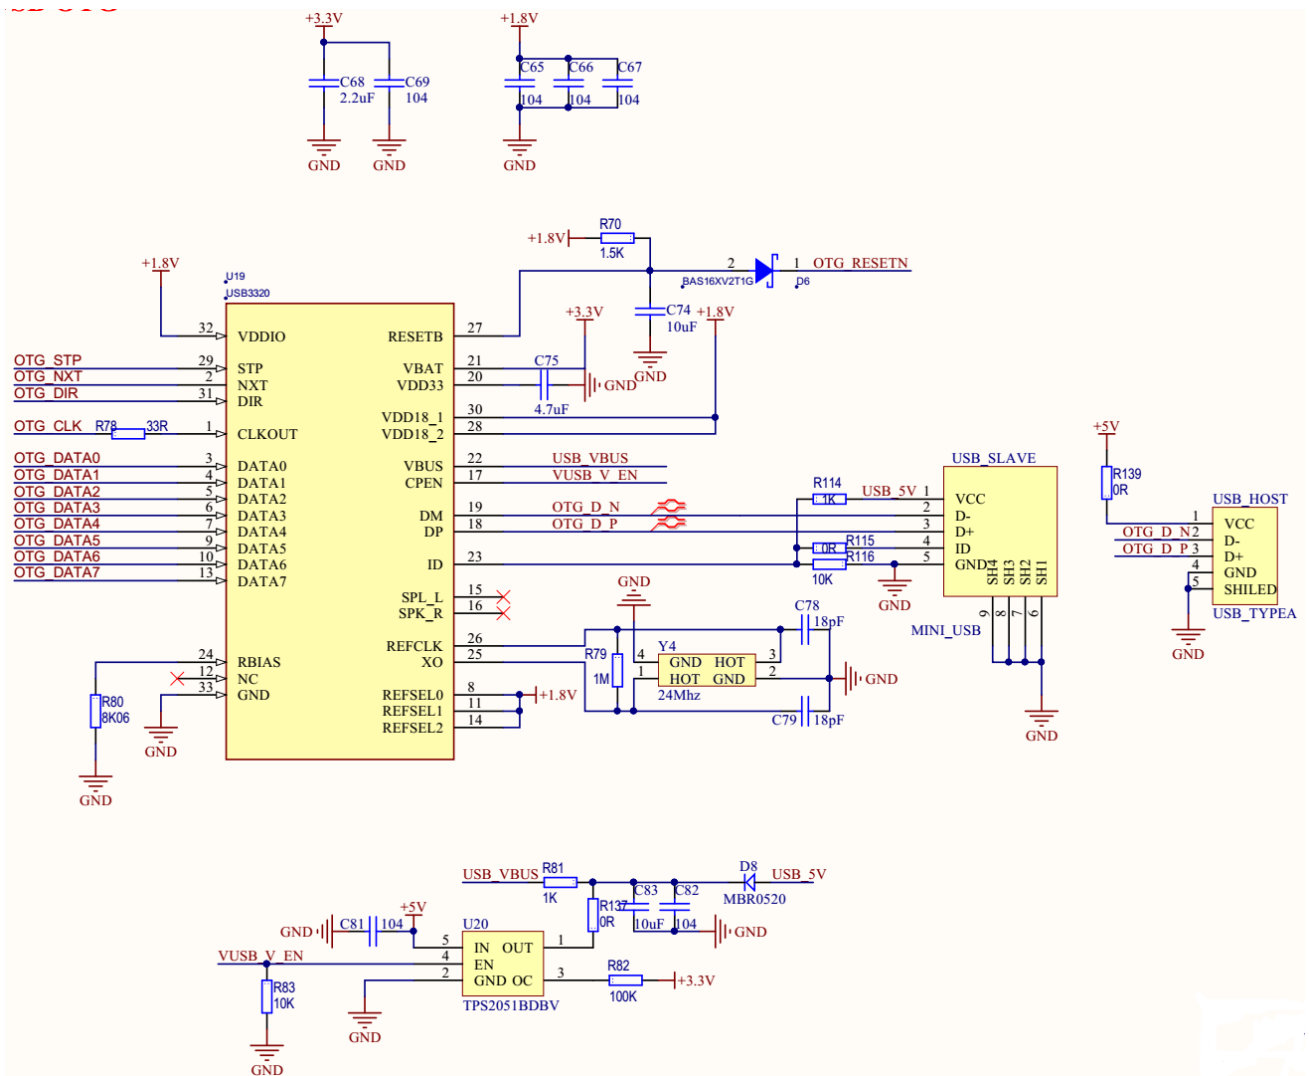 +3.3V
+1.8V
C68
2.2uF
C69
104
C65
104
C66
104
C67
104
GND
GND
GND
R70
+1.8V
1.5K
2
1
OTG_RESETN
BAS16XV2T1G
D6
C74
10uF
+1.8V
GND
+1.8V
U19
USB3320
+3.3V
32
VDDIO
RESETB
27
OTG_STP
29
STP
VBAT
21
C75
OTG_NXT
2
NXT
VDD33
20
GND
OTG_DIR
31
DIR
4.7uF
VDD18_1
30
OTG_CLK
R78
33R
1
CLKOUT
VDD18_2
28
OTG_DATA0
3
DATA0
VBUS
22
USB_VBUS
OTG_DATA1
4
DATA1
CPEN
17
VUSB_V_EN
OTG_DATA2
5
DATA2
OTG_DATA3
6
DATA3
DM
19
OTG_D_N
OTG_DATA4
7
DATA4
DP
18
OTG_D_P
OTG_DATA5
9
DATA5
OTG_DATA6
10
DATA6
ID
23
OTG_DATA7
13
DATA7
SPL_L
15
SPK_R
16
REFCLK
26
24
RBIAS
XO
25
12
NC
33
GND
REFSEL0
8
+1.8V
REFSEL1
11
REFSEL2
14
R80
8K06
GND
GND
USB_SLAVE
R114
1K
USB_5V
1
VCC
2
D-
3
D+
R115
0R
4
ID
R116
10K
5
GND
GND
SH4
SH3
SH2
SH1
9
8
7
6
MINI_USB
GND
+5V
R139
0R
USB_HOST
1
VCC
OTG_D_N
2
D-
OTG_D_P
3
D+
4
GND
5
SHILED
USB_TYPEA
GND
GND
C78
18pF
R79
1M
Y4
4
GND
HOT
3
1
HOT
GND
2
24Mhz
GND
C79
18pF
USB_VBUS
R81
1K
D8
MBR0520
USB_5V
R137
0R
C83
10uF
C82
104
GND
GND
C81
104
+5V
U20
5
IN
OUT
1
VUSB_V_EN
4
EN
2
GND
OC
3
R82
100K
+3.3V
TPS2051BDBV
R83
10K
GND
GND